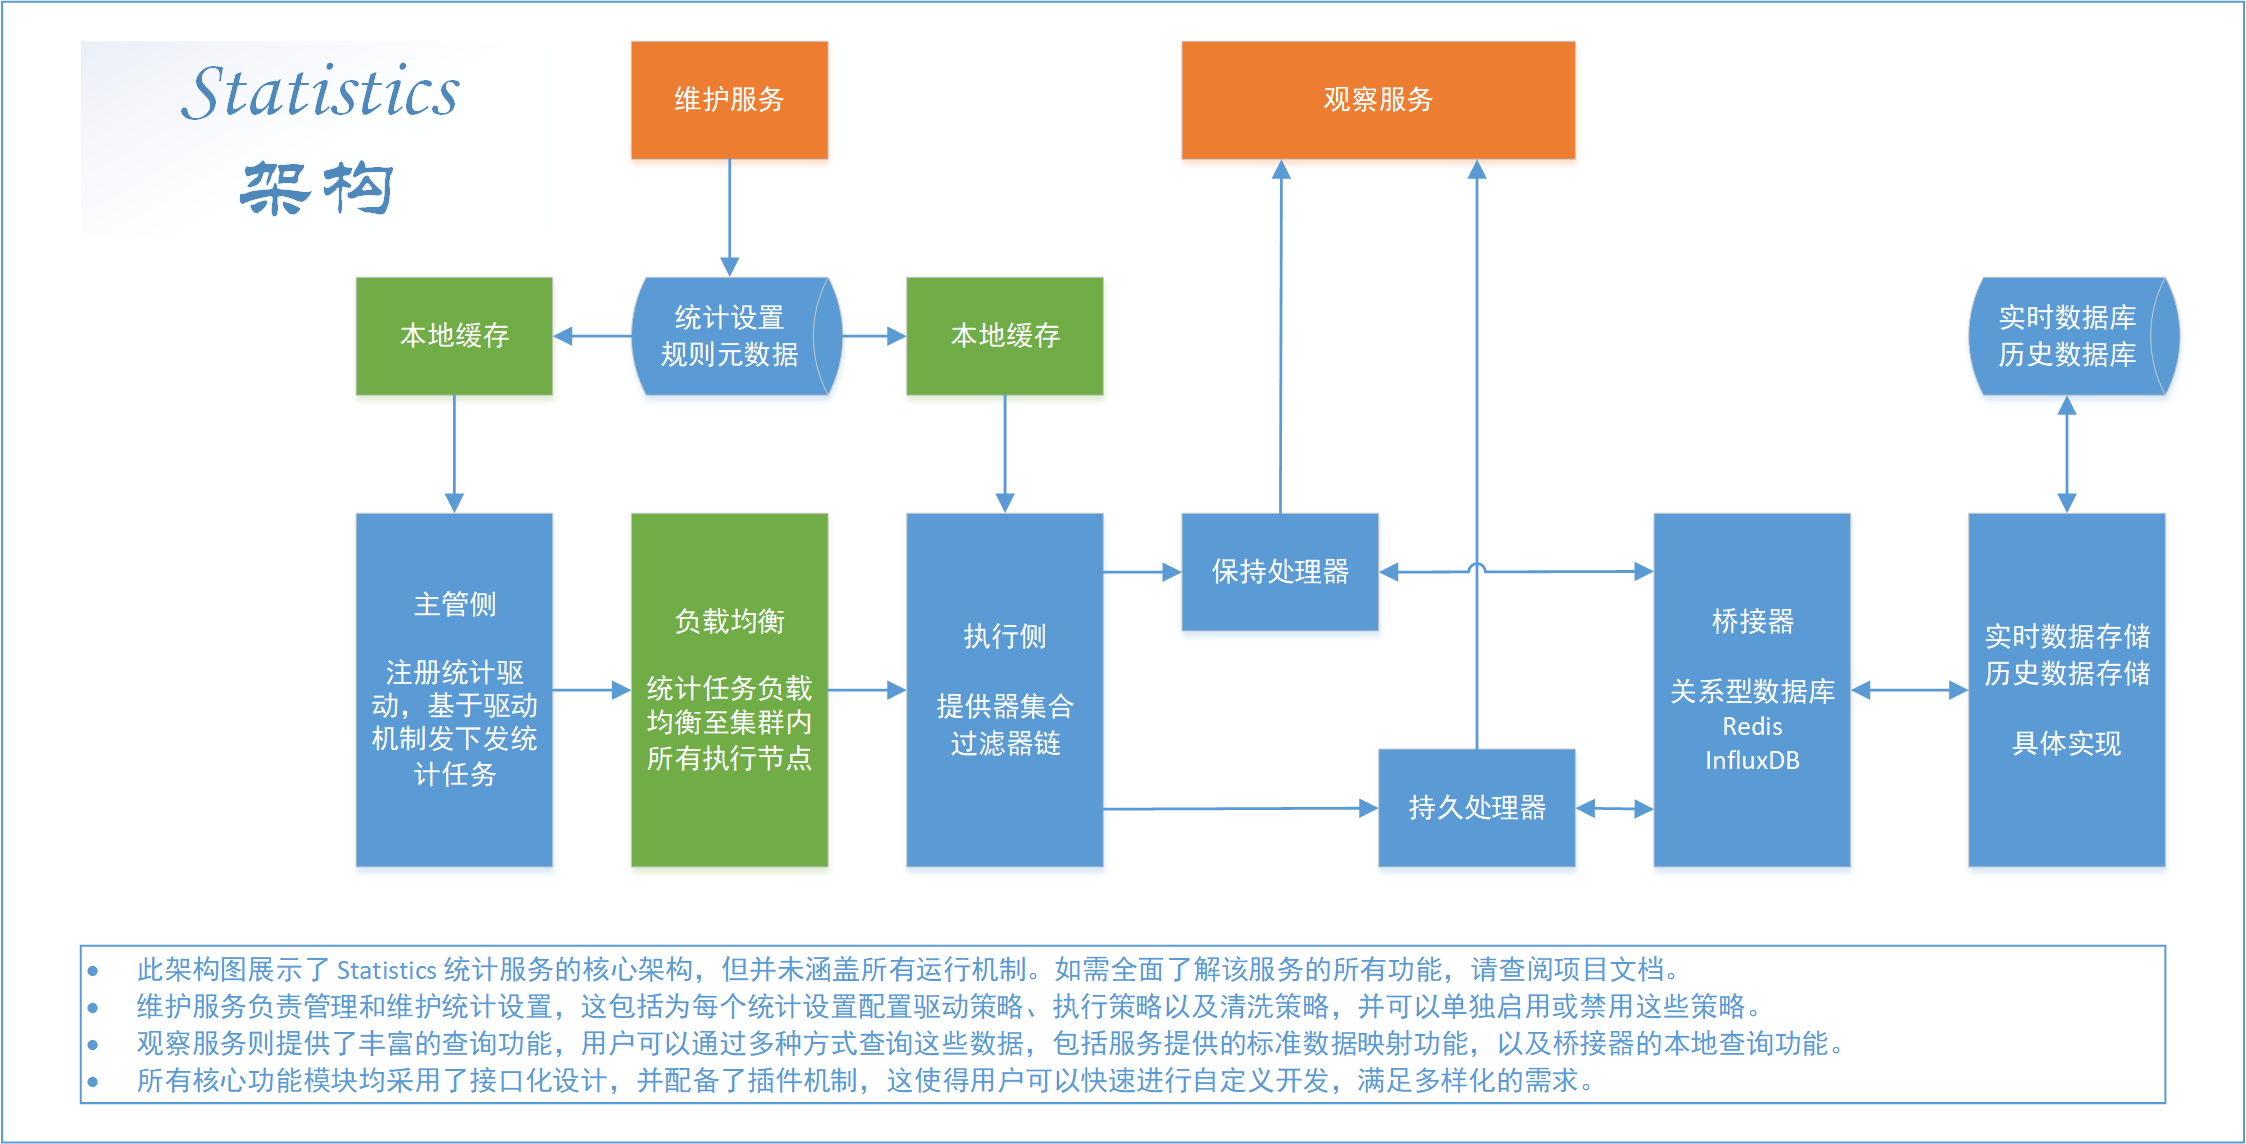 Statistics
架构
维护服务
观察服务
本地缓存
统计设置
规则元数据
本地缓存
实时数据库
历史数据库
主管侧
注册统计驱
动，基于驱动
机制发下发统
计任务
负载均衡
统计任务负载
均衡至集群内
所有执行节点
执行侧
提供器集合
过滤器链
保持处理器
持久处理器
桥接器
关系型数据库
Redis
InfluxDB
实时数据存储
历史数据存储
具体实现
• 此架构图展示了 Statistics 统计服务的核心架构，但并未涵盖所有运行机制。如需全面了解该服务的所有功能，请查阅项目文档。
• 维护服务负责管理和维护统计设置，这包括为每个统计设置配置驱动策略、执行策略以及清洗策略，并可以单独启用或禁用这些策略。
• 观察服务则提供了丰富的查询功能，用户可以通过多种方式查询这些数据，包括服务提供的标准数据映射功能，以及桥接器的本地查询功能。
• 所有核心功能模块均采用了接口化设计，并配备了插件机制，这使得用户可以快速进行自定义开发，满足多样化的需求。